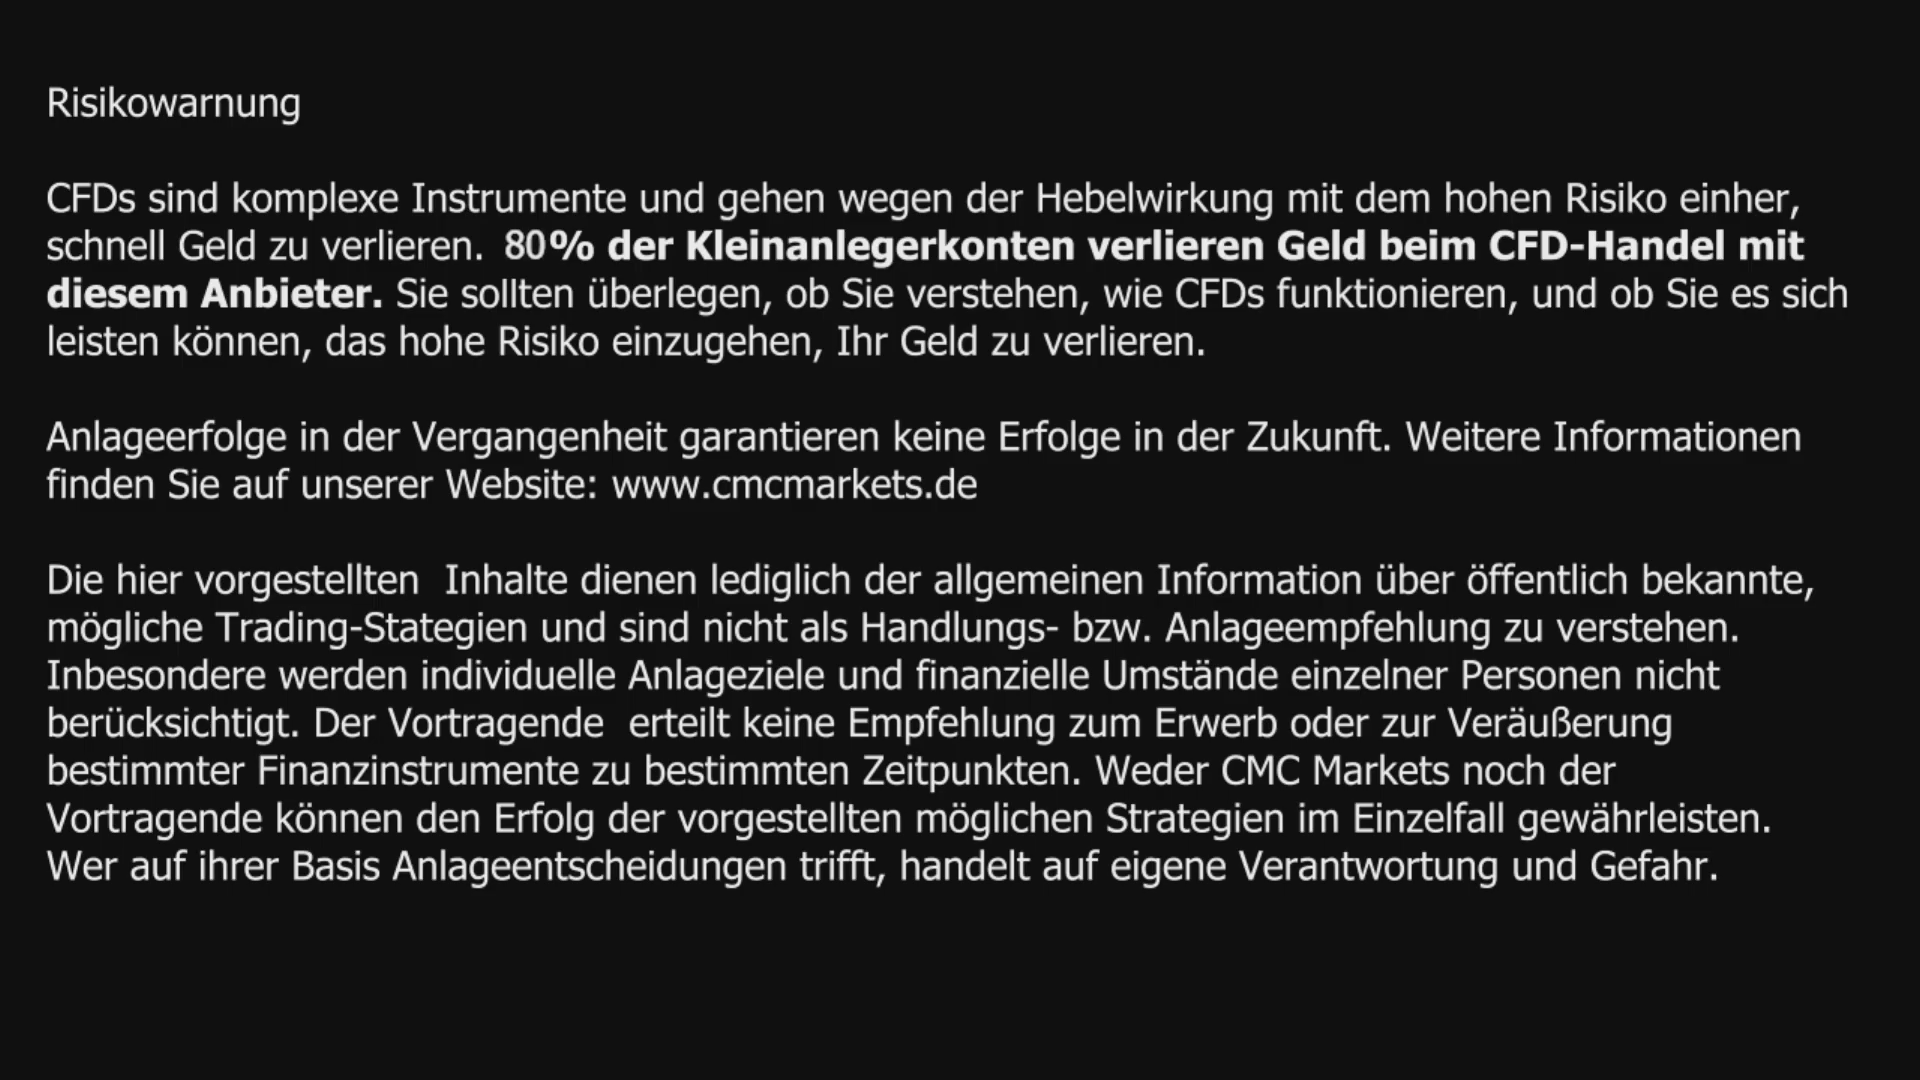 Risikowarnung
CFDs sind komplexe Instrumente und gehen wegen der Hebelwirkung mit dem hohen Risiko einher,
schnell Geld zu verlieren. 80% der Kleinanlegerkonten verlieren Geld beim CFD-Handel mit
diesem Anbieter. Sie sollten überlegen, ob Sie verstehen, wie CFDs funktionieren, und ob Sie es sich
leisten können, das hohe Risiko einzugehen, Ihr Geld zu verlieren.
Anlageerfolge in der Vergangenheit garantieren keine Erfolge in der Zukunft. Weitere Informationen
finden Sie auf unserer Website: www.cmcmarkets.de
Die hier vorgestellten Inhalte dienen lediglich der allgemeinen Information über öffentlich bekannte,
mögliche Trading-Stategien und sind nicht als Handlungs- bzw. Anlageempfehlung zu verstehen.
Inbesondere werden individuelle Anlageziele und finanzielle Umstände einzelner Personen nicht
berücksichtigt. Der Vortragende erteilt keine Empfehlung zum Erwerb oder zur Veräußerung
bestimmter Finanzinstrumente zu bestimmten Zeitpunkten. Weder CMC Markets noch der
Vortragende können den Erfolg der vorgestellten möglichen Strategien im Einzelfall gewährleisten.
Wer auf ihrer Basis Anlageentscheidungen trifft, handelt auf eigene Verantwortung und Gefahr.